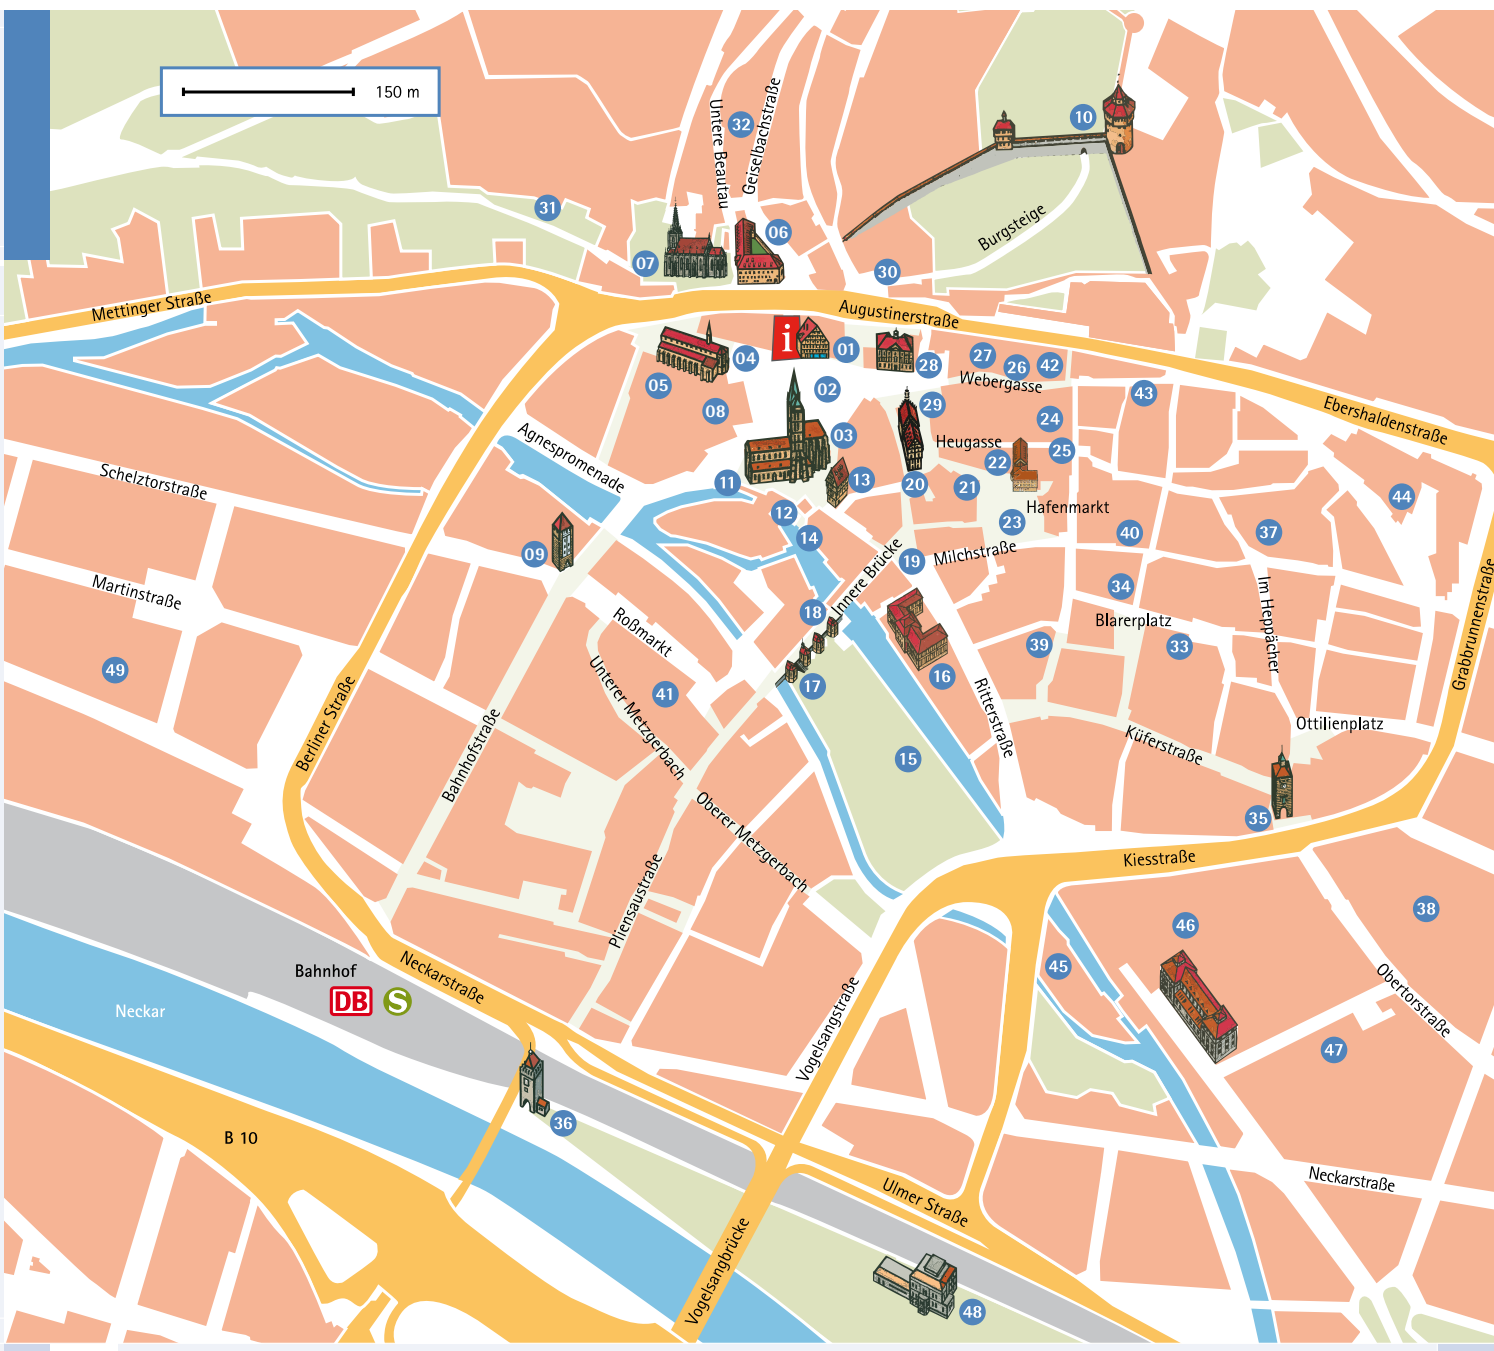 150 m
10
32
Untere Beautau
Geiselbachstraße
31
06
07
Burgsteige
30
Mettinger Straße
Augustinerstraße
i
01
04
05
28
27
26
42
Webergasse
02
08
29
43
24
Ebershaldenstraße
Agnespromenade
03
Heugasse
22
25
Schelztorstraße
11
13
20
21
44
12
Hafenmarkt
23
14
40
37
09
19
Milchstraße
Innere Brücke
Martinstraße
34
Im Heppächer
18
Roßmarkt
Blarerplatz
39
33
Grabbrunnenstraße
49
Unterer Metzgerbach
41
17
16
Ritterstraße
Berliner Straße
Bahnhofstraße
15
Küferstraße
Ottilienplatz
Oberer Metzgerbach
35
Kiesstraße
Pliensaustraße
38
46
Bahnhof
DB
S
Neckarstraße
45
Obertorstraße
Neckar
Vogelsangstraße
47
36
B 10
Neckarstraße
Ulmer Straße
Vogelsangbrücke
48